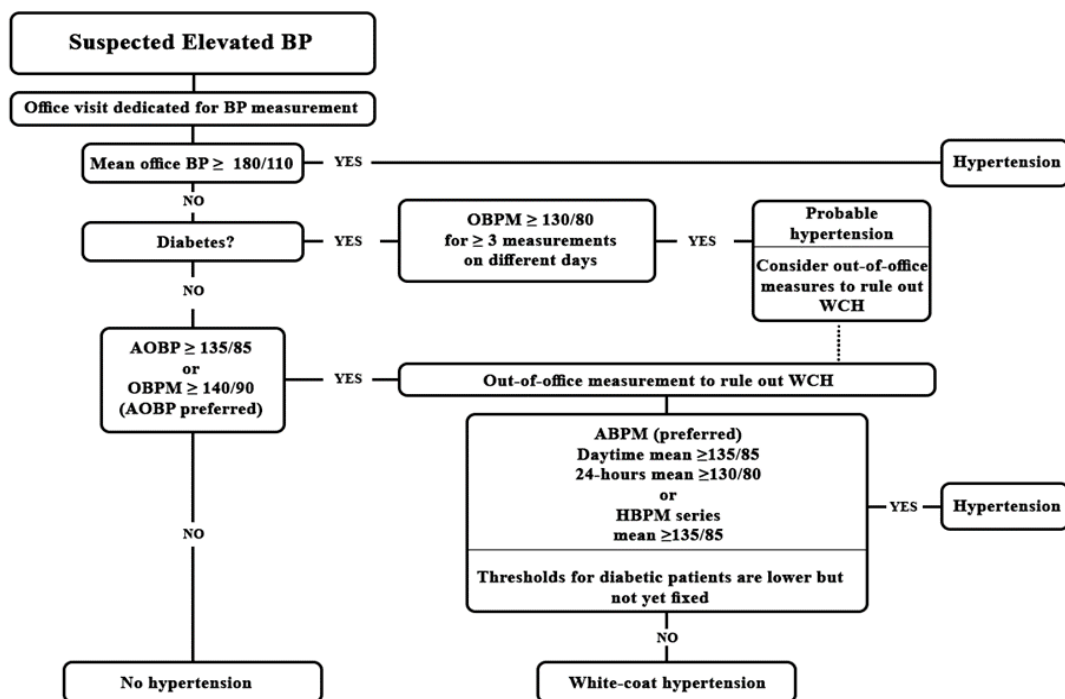 Suspected Elevated BP
Office visit dedicated for BP measurement
Mean office BP ≥ 180/110
YES
Hypertension
NO
Diabetes?
YES
OBPM ≥ 130/80
for ≥ 3 measurements
on different days
YES
Probable
hypertension
Consider out-of-office
measures to rule out
WCH
NO
AOBP ≥ 135/85
or
OBPM ≥ 140/90
(AOBP preferred)
YES
Out-of-office measurement to rule out WCH
ABPM (preferred)
Daytime mean ≥135/85
24-hours mean ≥130/80
or
HBPM series
mean ≥135/85
Thresholds for diabetic patients are lower but
not yet fixed
YES
Hypertension
NO
NO
No hypertension
White-coat hypertension